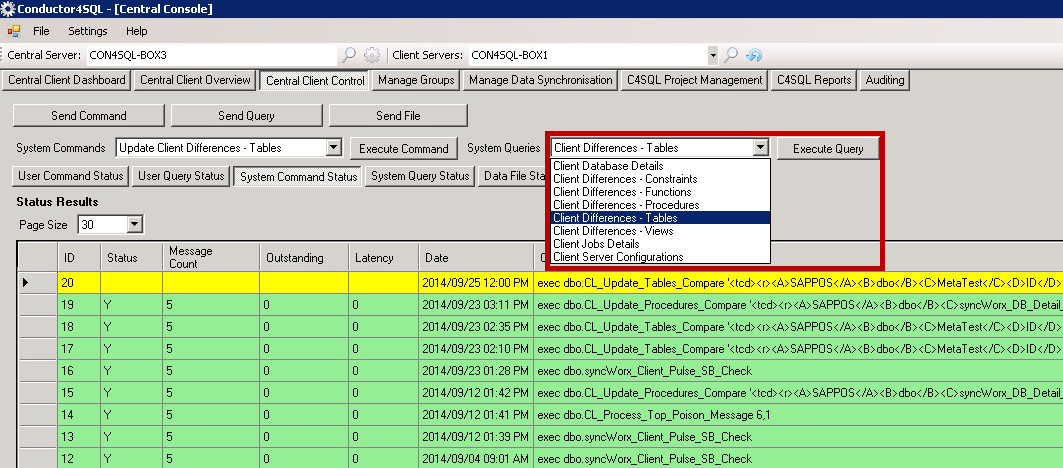 Conductor4SQL - [Central Console]
File Settings Help
Central Server: CON4SQL-BOX3 Client Servers: CON4SQL-BOX1
Central Client Dashboard Central Client Overview Central Client Control Manage Groups Manage Data Synchronisation C4SQL Project Management C4SQL Reports Auditing
Send Command Send Query Send File
System Commands Update Client Differences - Tables Execute Command System Queries Client Differences - Tables Execute Query
Client Database Details
Client Differences - Constraints
Client Differences - Functions
Client Differences - Procedures
Client Differences - Tables
Client Differences - Views
Client Jobs Details
Client Server Configurations
User Command Status User Query Status System Command Status System Query Status Data File Sta
Status Results
Page Size 30
ID Status Message Count Outstanding Latency Date
20 2014/09/25 12:00 PM exec dbo.CL_Update_Tables_Compare '<tcd><r><A>SAPPOS</A><B>dbo</B><C>MetaTest</C><D>ID</D>
19 Y 5 0 0 2014/09/23 03:11 PM exec dbo.CL_Update_Procedures_Compare '<tcd><r><A>SAPPOS</A><B>dbo</B><C>syncWorx_DB_Detail_
18 Y 5 0 0 2014/09/23 02:35 PM exec dbo.CL_Update_Tables_Compare '<tcd><r><A>SAPPOS</A><B>dbo</B><C>MetaTest</C><D>ID</D>
17 Y 5 0 0 2014/09/23 02:10 PM exec dbo.CL_Update_Tables_Compare '<tcd><r><A>SAPPOS</A><B>dbo</B><C>MetaTest</C><D>ID</D>
16 Y 5 0 0 2014/09/23 01:28 PM exec dbo.syncWorx_Client_Pulse_SB_Check
15 Y 5 0 0 2014/09/12 01:42 PM exec dbo.CL_Update_Procedures_Compare '<tcd><r><A>SAPPOS</A><B>dbo</B><C>syncWorx_DB_Detail_
14 Y 5 0 0 2014/09/12 01:41 PM exec dbo.CL_Process_Top_Poison_Message 6,1
13 Y 5 0 0 2014/09/12 01:39 PM exec dbo.syncWorx_Client_Pulse_SB_Check
12 Y 5 0 0 2014/09/04 09:01 AM exec dbo.syncWorx_Client_Pulse_SB_Check